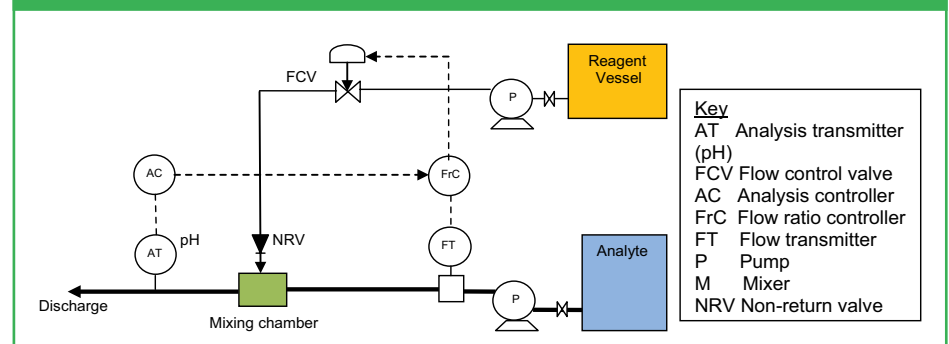 Reagent
Vessel
FCV
P
AC
FrC
pH
NRV
FT
AT
Analyte
P
Discharge
Mixing chamber
Key
AT Analysis transmitter
(pH)
FCV Flow control valve
AC Analysis controller
FrC Flow ratio controller
FT Flow transmitter
P Pump
M Mixer
NRV Non-return valve